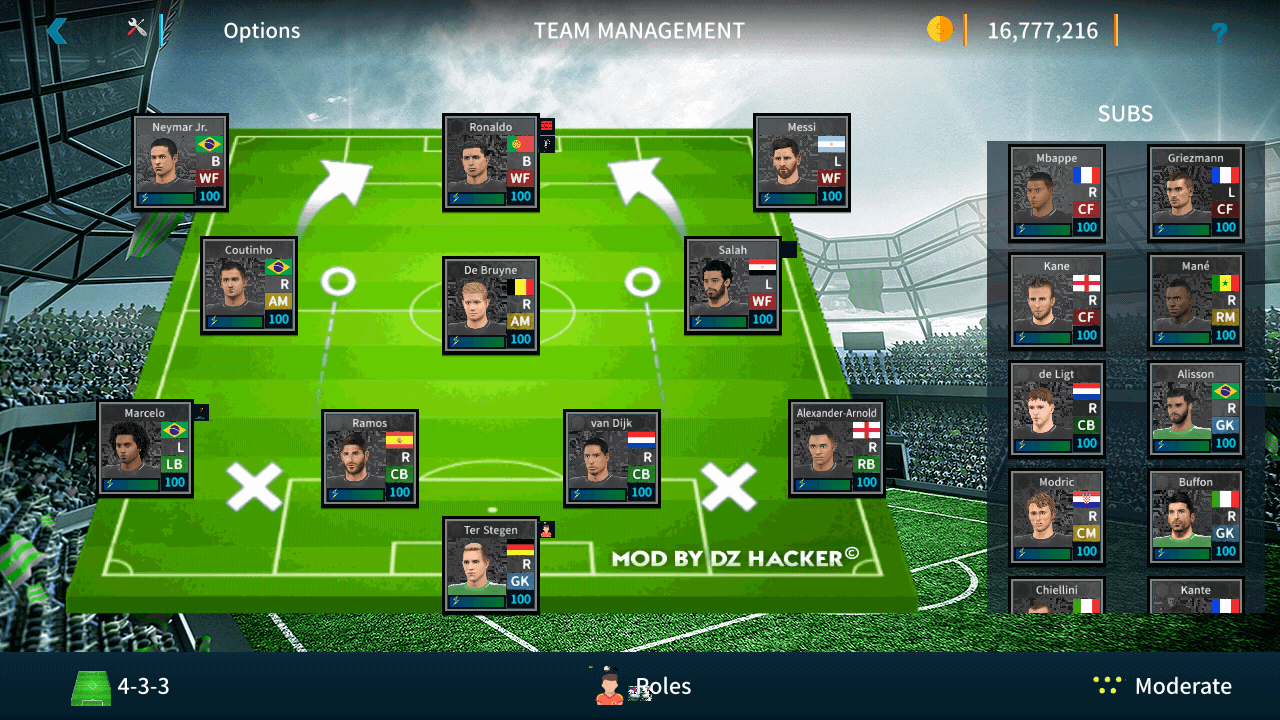 Options
TEAM MANAGEMENT
16,777,216
?
SUBS
Neymar Jr.
B
WF
100
Ronaldo
B
WF
100
Messi
L
WF
100
Coutinho
R
AM
100
De Bruyne
R
AM
100
Salah
L
WF
100
Marcelo
L
LB
100
Ramos
R
CB
100
van Dijk
R
CB
100
Alexander-Arnold
R
RB
100
Ter Stegen
R
GK
100
MOD BY DZ HACKER©
Mbappe
R
CF
100
Griezmann
L
CF
100
Kane
R
CF
100
Mané
R
RM
100
de Ligt
R
CB
100
Alisson
R
GK
100
Modric
R
CM
100
Buffon
R
GK
100
Chiellini
Kante
4-3-3
Roles
Moderate